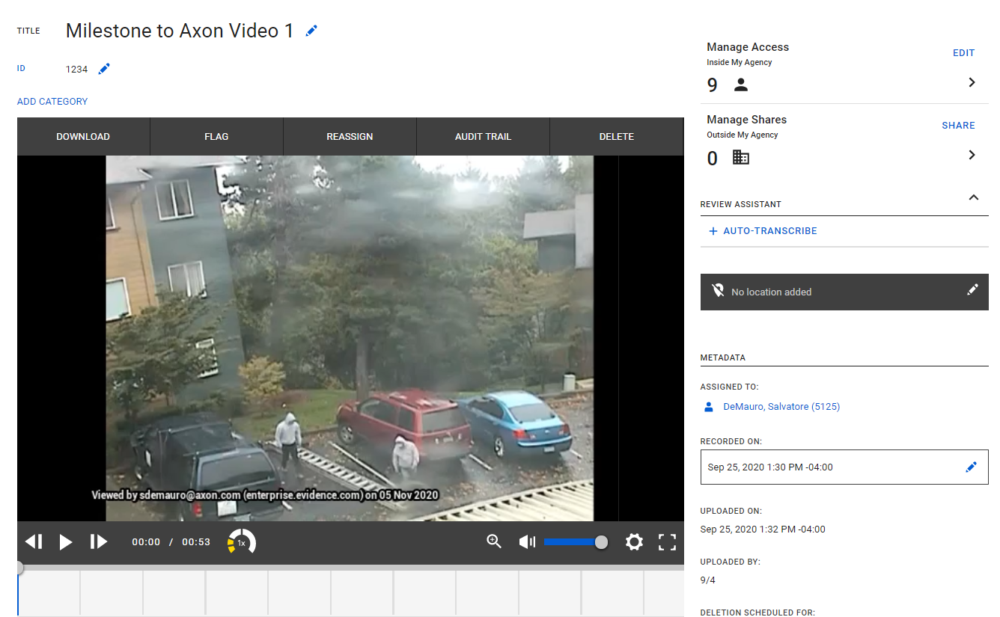 TITLE Milestone to Axon Video 1
ID 1234
ADD CATEGORY
DOWNLOAD FLAG REASSIGN AUDIT TRAIL DELETE
Viewed by sdemauro@axon.com (enterprise.evidence.com) on 05 Nov 2020
00:00 / 00:53 1x
Manage Access
EDIT
Inside My Agency
9
Manage Shares
SHARE
Outside My Agency
0
REVIEW ASSISTANT
+ AUTO-TRANSCRIBE
No location added
METADATA
ASSIGNED TO:
DeMauro, Salvatore (5125)
RECORDED ON:
Sep 25, 2020 1:30 PM -04:00
UPLOADED ON:
Sep 25, 2020 1:32 PM -04:00
UPLOADED BY:
9/4
DELETION SCHEDULED FOR: